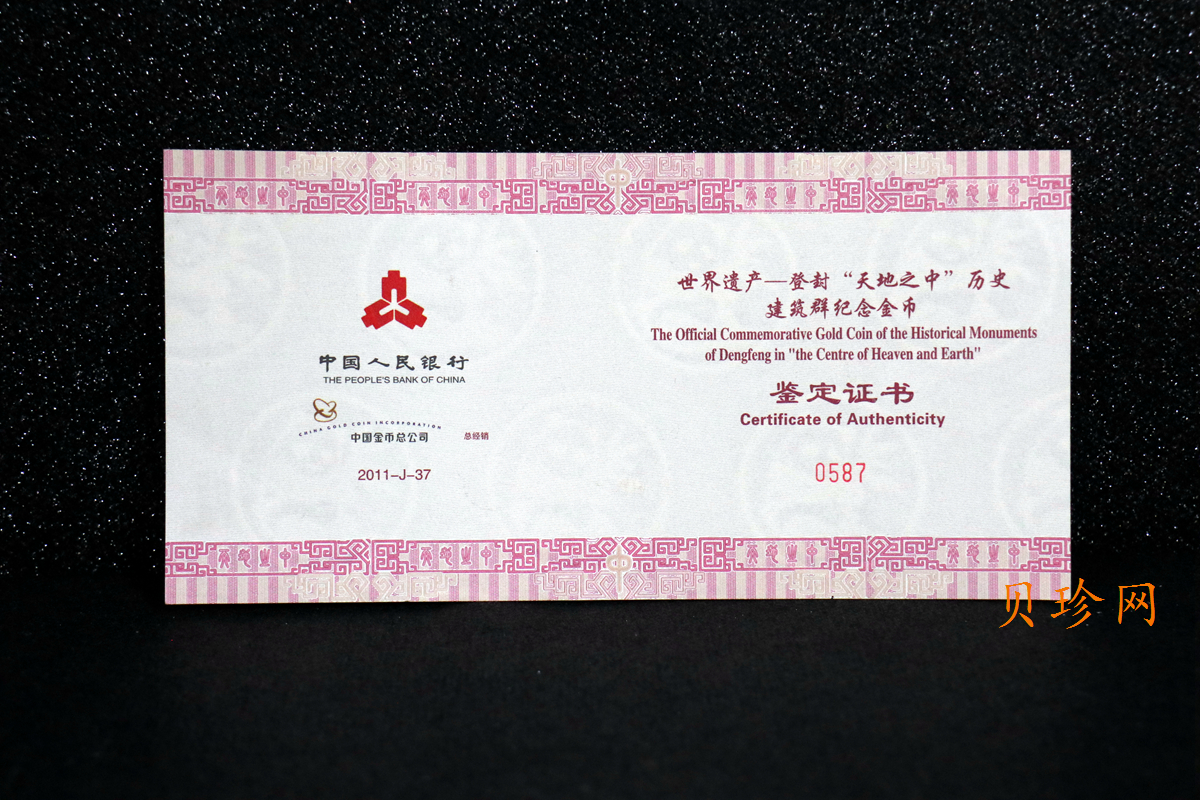 中国人民银行
THE PEOPLE'S BANK OF CHINA
CHINA GOLD COIN INCORPORATION
中国金币总公司 总经销
2011-J-37
世界遗产—登封“天地之中”历史
建筑群纪念金币
The Official Commemorative Gold Coin of the Historical Monuments
of Dengfeng in "the Centre of Heaven and Earth"
鉴定证书
Certificate of Authenticity
0587
贝珍网